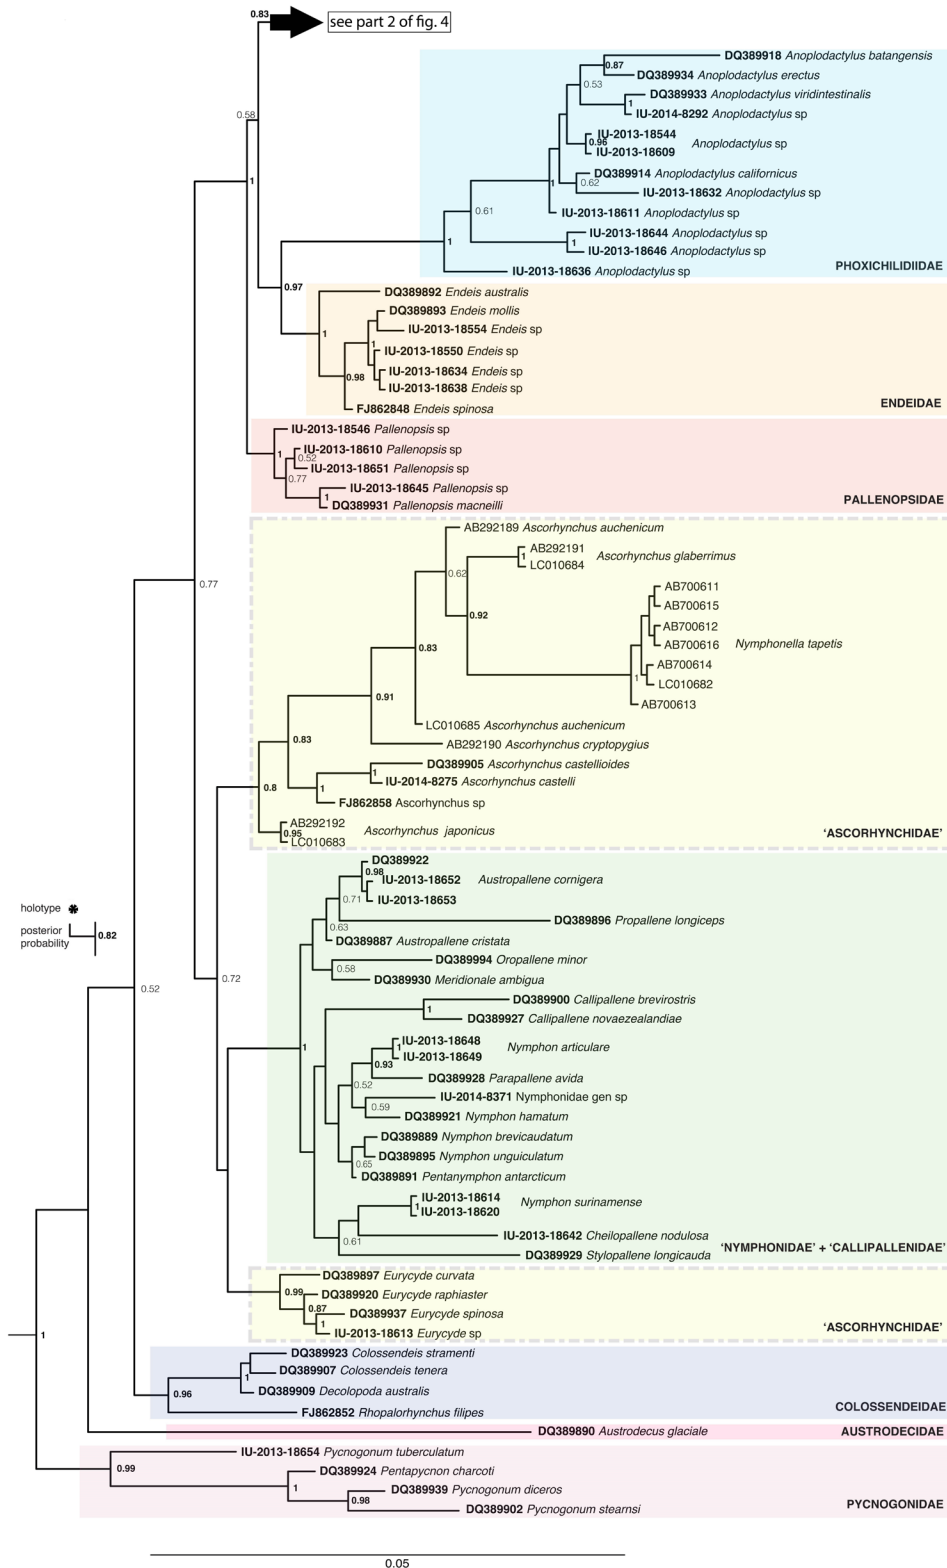 0.83
see part 2 of fig. 4
DQ389918 Anoplodactylus batangensis
0.87
DQ389934 Anoplodactylus erectus
0.53
DQ389933 Anoplodactylus viridintestinalis
1
IU-2014-8292 Anoplodactylus sp
0.58
IU-2013-18544
0.96
Anoplodactylus sp
IU-2013-18609
DQ389914 Anoplodactylus californicus
1
1
0.62
IU-2013-18632 Anoplodactylus sp
0.61
IU-2013-18611 Anoplodactylus sp
IU-2013-18644 Anoplodactylus sp
1
1
IU-2013-18646 Anoplodactylus sp
PHOXICHILIDIIDAE
IU-2013-18636 Anoplodactylus sp
0.97
DQ389892 Endeis australis
DQ389893 Endeis mollis
IU-2013-18554 Endeis sp
1
1
IU-2013-18550 Endeis sp
IU-2013-18634 Endeis sp
0.98
IU-2013-18638 Endeis sp
ENDEIDAE
FJ862848 Endeis spinosa
IU-2013-18546 Pallenopsis sp
IU-2013-18610 Pallenopsis sp
1
0.52
IU-2013-18651 Pallenopsis sp
0.77
IU-2013-18645 Pallenopsis sp
1
PALLENOPSIDAE
DQ389931 Pallenopsis macneilli
AB292189 Ascorhynchus auchenicum
AB292191
1
Ascorhynchus glaberrimus
LC010684
0.62
0.77
AB700611
AB700615
0.92
AB700612
AB700616
Nymphonella tapetis
0.83
AB700614
1
LC010682
0.91
AB700613
LC010685 Ascorhynchus auchenicum
0.83
AB292190 Ascorhynchus cryptopygius
DQ389905 Ascorhynchus castellioides
1
IU-2014-8275 Ascorhynchus castelli
0.8
1
FJ862858 Ascorhynchus sp
AB292192
0.95
Ascorhynchus japonicus
‘ASCORHYNCHIDAE’
LC010683
DQ389922
0.98
IU-2013-18652
Austropallene cornigera
0.71
IU-2013-18653
holotype
DQ389896 Propallene longiceps
0.63
posterior
probability
0.82
DQ389887 Austropallene cristata
DQ389994 Oropallene minor
0.58
DQ389930 Meridionale ambigua
0.72
0.52
DQ389900 Callipallene brevirostris
1
DQ389927 Callipallene novaezealandiae
1
IU-2013-18648
1
Nymphon articulare
IU-2013-18649
0.93
DQ389928 Parapallene avida
0.52
IU-2014-8371 Nymphonidae gen sp
0.59
DQ389921 Nymphon hamatum
DQ389889 Nymphon brevicaudatum
DQ389895 Nymphon unguiculatum
0.65
DQ389891 Pentanymphon antarcticum
IU-2013-18614
1
Nymphon surinamense
IU-2013-18620
IU-2013-18642 Cheilopallene nodulosa
0.61
‘NYMPHONIDAE’ + ‘CALLIPALLENIDAE’
DQ389929 Stylopallene longicauda
DQ389897 Eurycyde curvata
0.99
DQ389920 Eurycyde raphiaster
0.87
DQ389937 Eurycyde spinosa
1
‘ASCORHYNCHIDAE’
IU-2013-18613 Eurycyde sp
1
DQ389923 Colossendeis stramenti
DQ389907 Colossendeis tenera
1
0.96
DQ389909 Decolopoda australis
COLOSSENDEIDAE
FJ862852 Rhopalorhynchus filipes
DQ389890 Austrodecus glaciale
AUSTRODECIDAE
IU-2013-18654 Pycnogonum tuberculatum
0.99
DQ389924 Pentapycnon charcoti
1
DQ389939 Pycnogonum diceros
0.98
PYCNOGONIDAE
DQ389902 Pycnogonum stearnsi
0.05